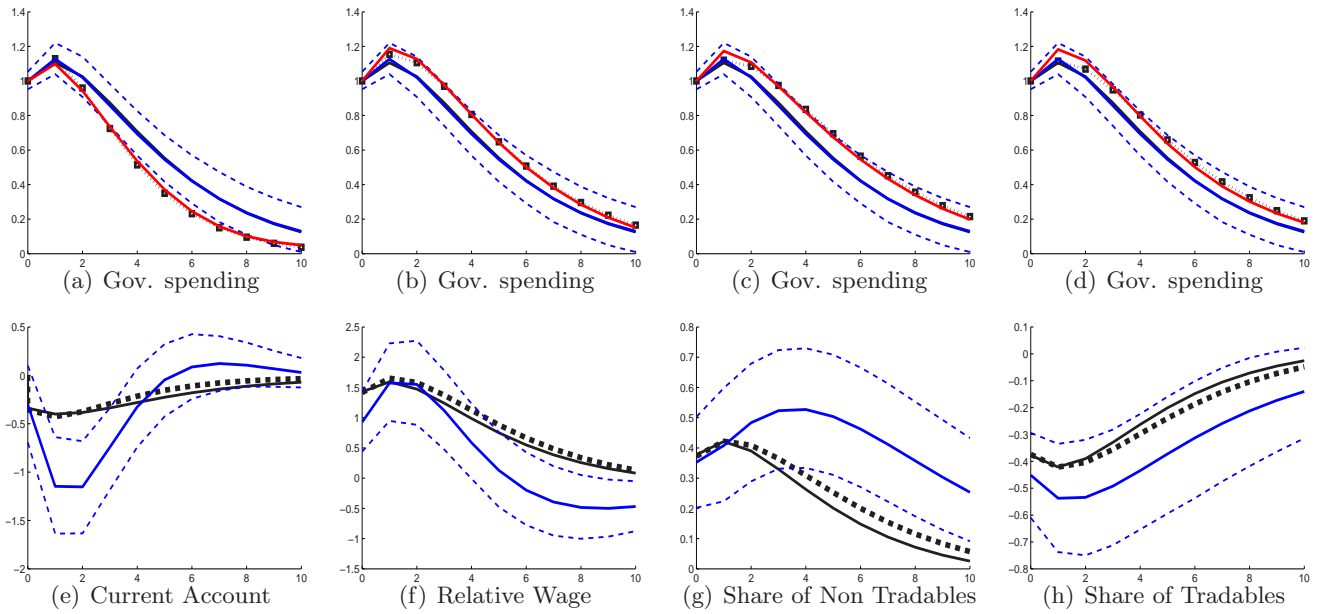 1.4 1.4 1.4 1.4
1.2 1.2 1.2 1.2
1 1 1 1
0.8 0.8 0.8 0.8
0.6 0.6 0.6 0.6
0.4 0.4 0.4 0.4
0.2 0.2 0.2 0.2
0 0 0 0
0 2 4 6 8 10 0 2 4 6 8 10 0 2 4 6 8 10 0 2 4 6 8 10
(a) Gov. spending (b) Gov. spending (c) Gov. spending (d) Gov. spending
0.5 2.5 0.8 0.1
0 2 0.7 0
−0.5 1.5 0.6 −0.1
−1 1 0.5 −0.2
−1.5 0.5 0.4 −0.3
−2 0 0.3 −0.4
−0.5 0.2 −0.5
−1 0.1 −0.6
−1.5 0 −0.7
−0.8
0 2 4 6 8 10 0 2 4 6 8 10 0 2 4 6 8 10 0 2 4 6 8 10
(e) Current Account (f) Relative Wage (g) Share of Non Tradables (h) Share of Tradables